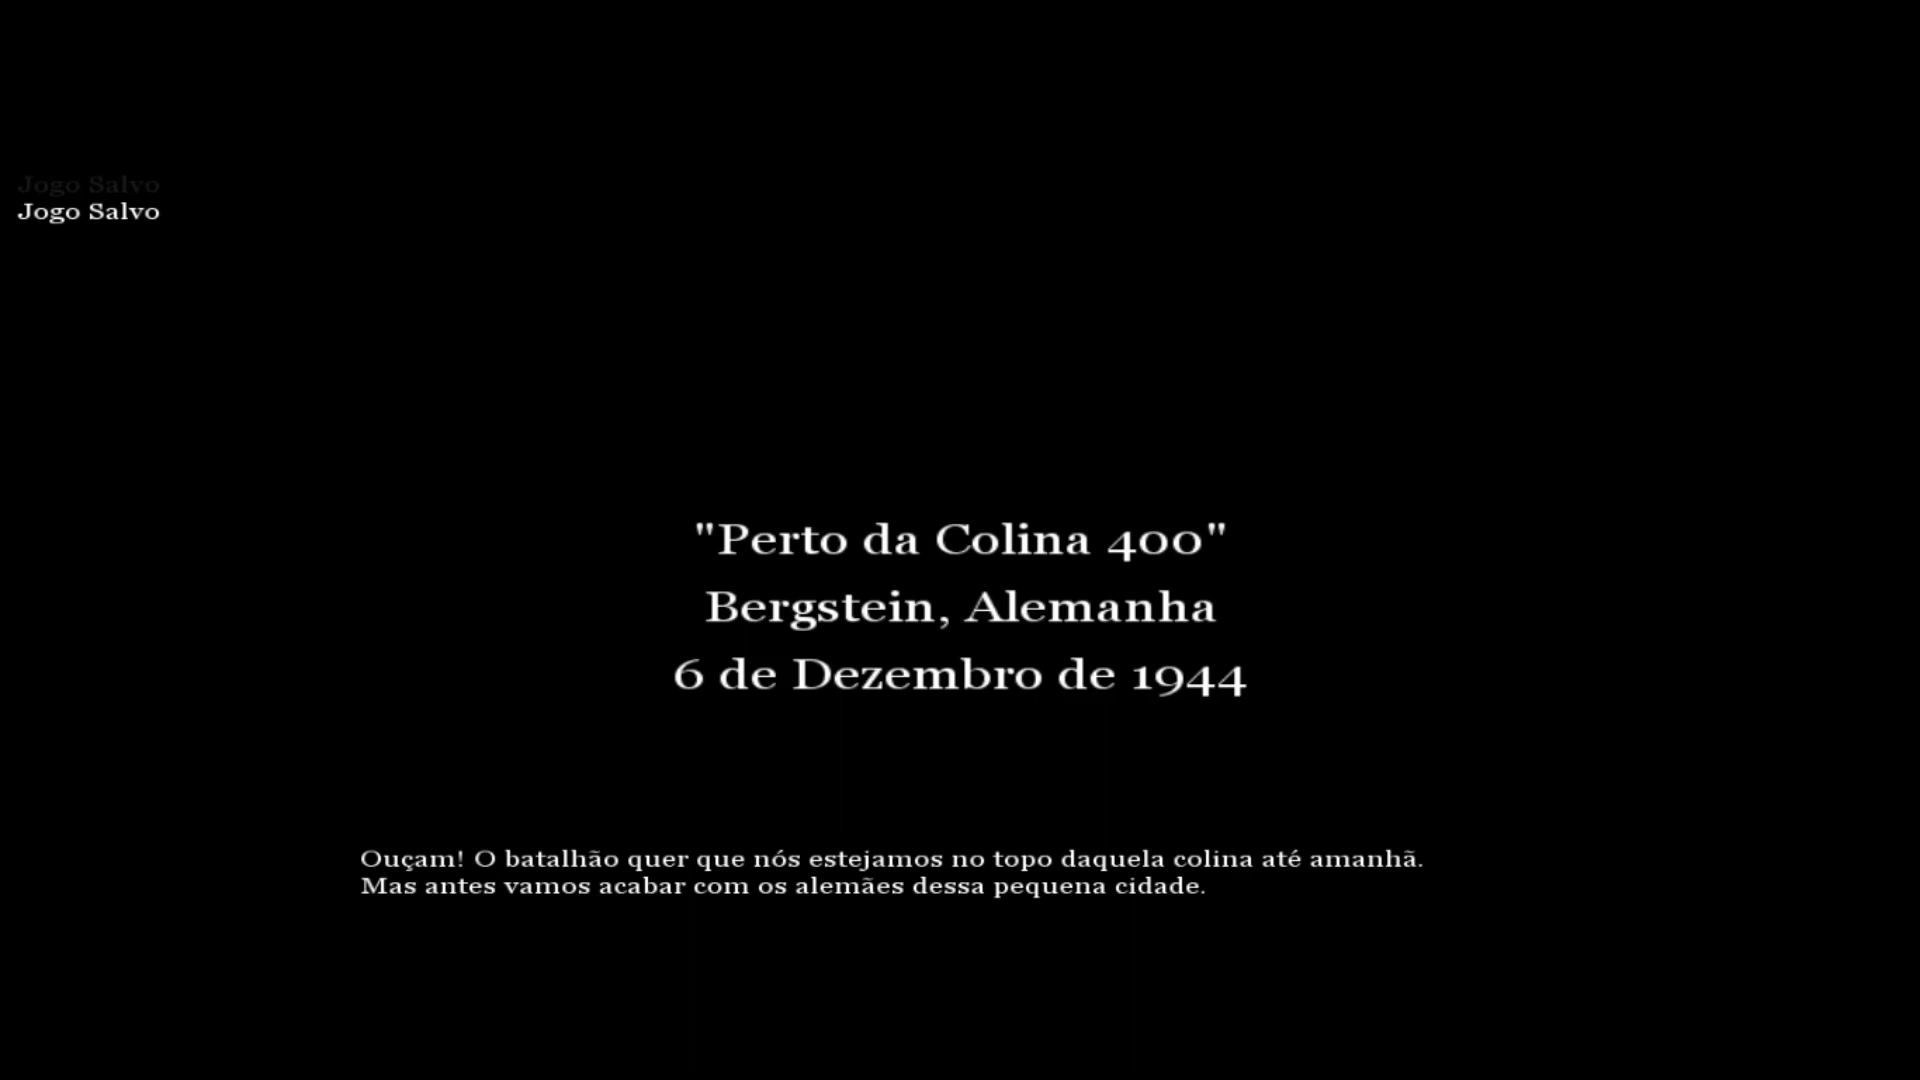 Jogo Salvo
Jogo Salvo
"Perto da Colina 400"
Bergstein, Alemanha
6 de Dezembro de 1944
Ouçam! O batalhão quer que nós estejamos no topo daquela colina até amanhã.
Mas antes vamos acabar com os alemães dessa pequena cidade.